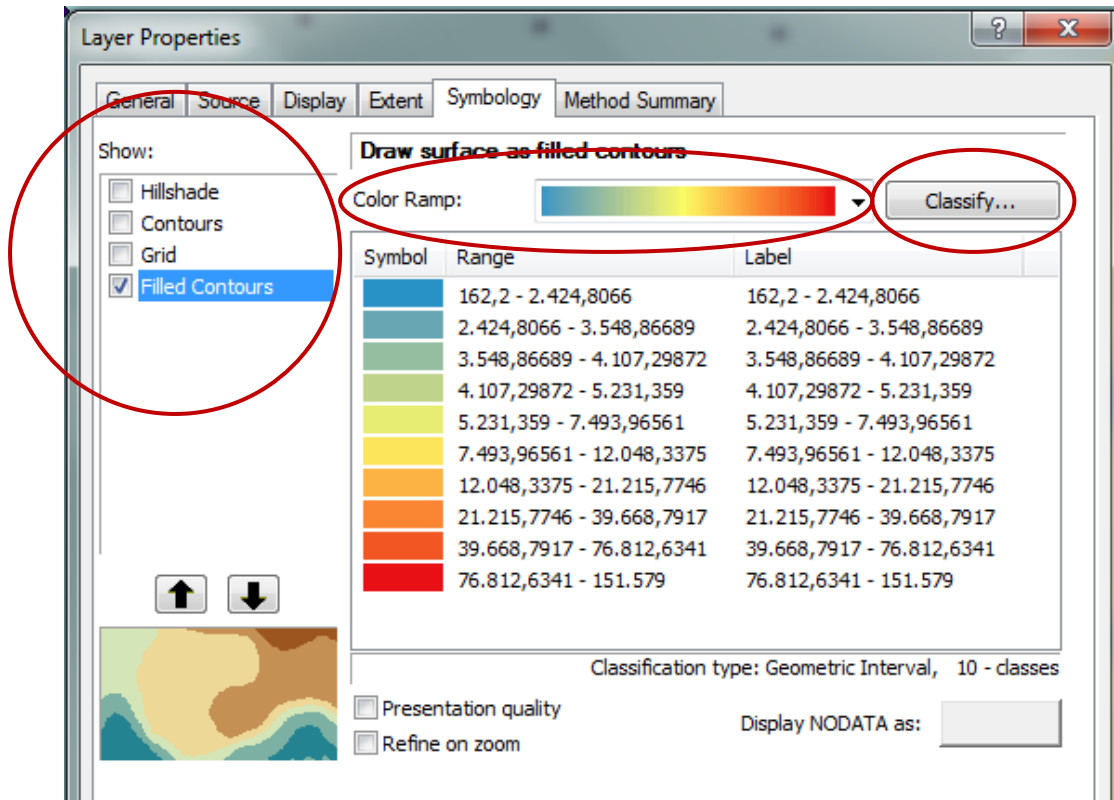 Layer Properties
General Source Display Extent Symbology Method Summary
Show:
Hillshade
Contours
Grid
Filled Contours
Draw surface as filled contours
Color Ramp:
Classify...
Symbol Range Label
162,2 - 2.424,8066 162,2 - 2.424,8066
2.424,8066 - 3.548,86689 2.424,8066 - 3.548,86689
3.548,86689 - 4.107,29872 3.548,86689 - 4.107,29872
4.107,29872 - 5.231,359 4.107,29872 - 5.231,359
5.231,359 - 7.493,96561 5.231,359 - 7.493,96561
7.493,96561 - 12.048,3375 7.493,96561 - 12.048,3375
12.048,3375 - 21.215,7746 12.048,3375 - 21.215,7746
21.215,7746 - 39.668,7917 21.215,7746 - 39.668,7917
39.668,7917 - 76.812,6341 39.668,7917 - 76.812,6341
76.812,6341 - 151.579 76.812,6341 - 151.579
Classification type: Geometric Interval, 10 - classes
Presentation quality
Refine on zoom
Display NODATA as: